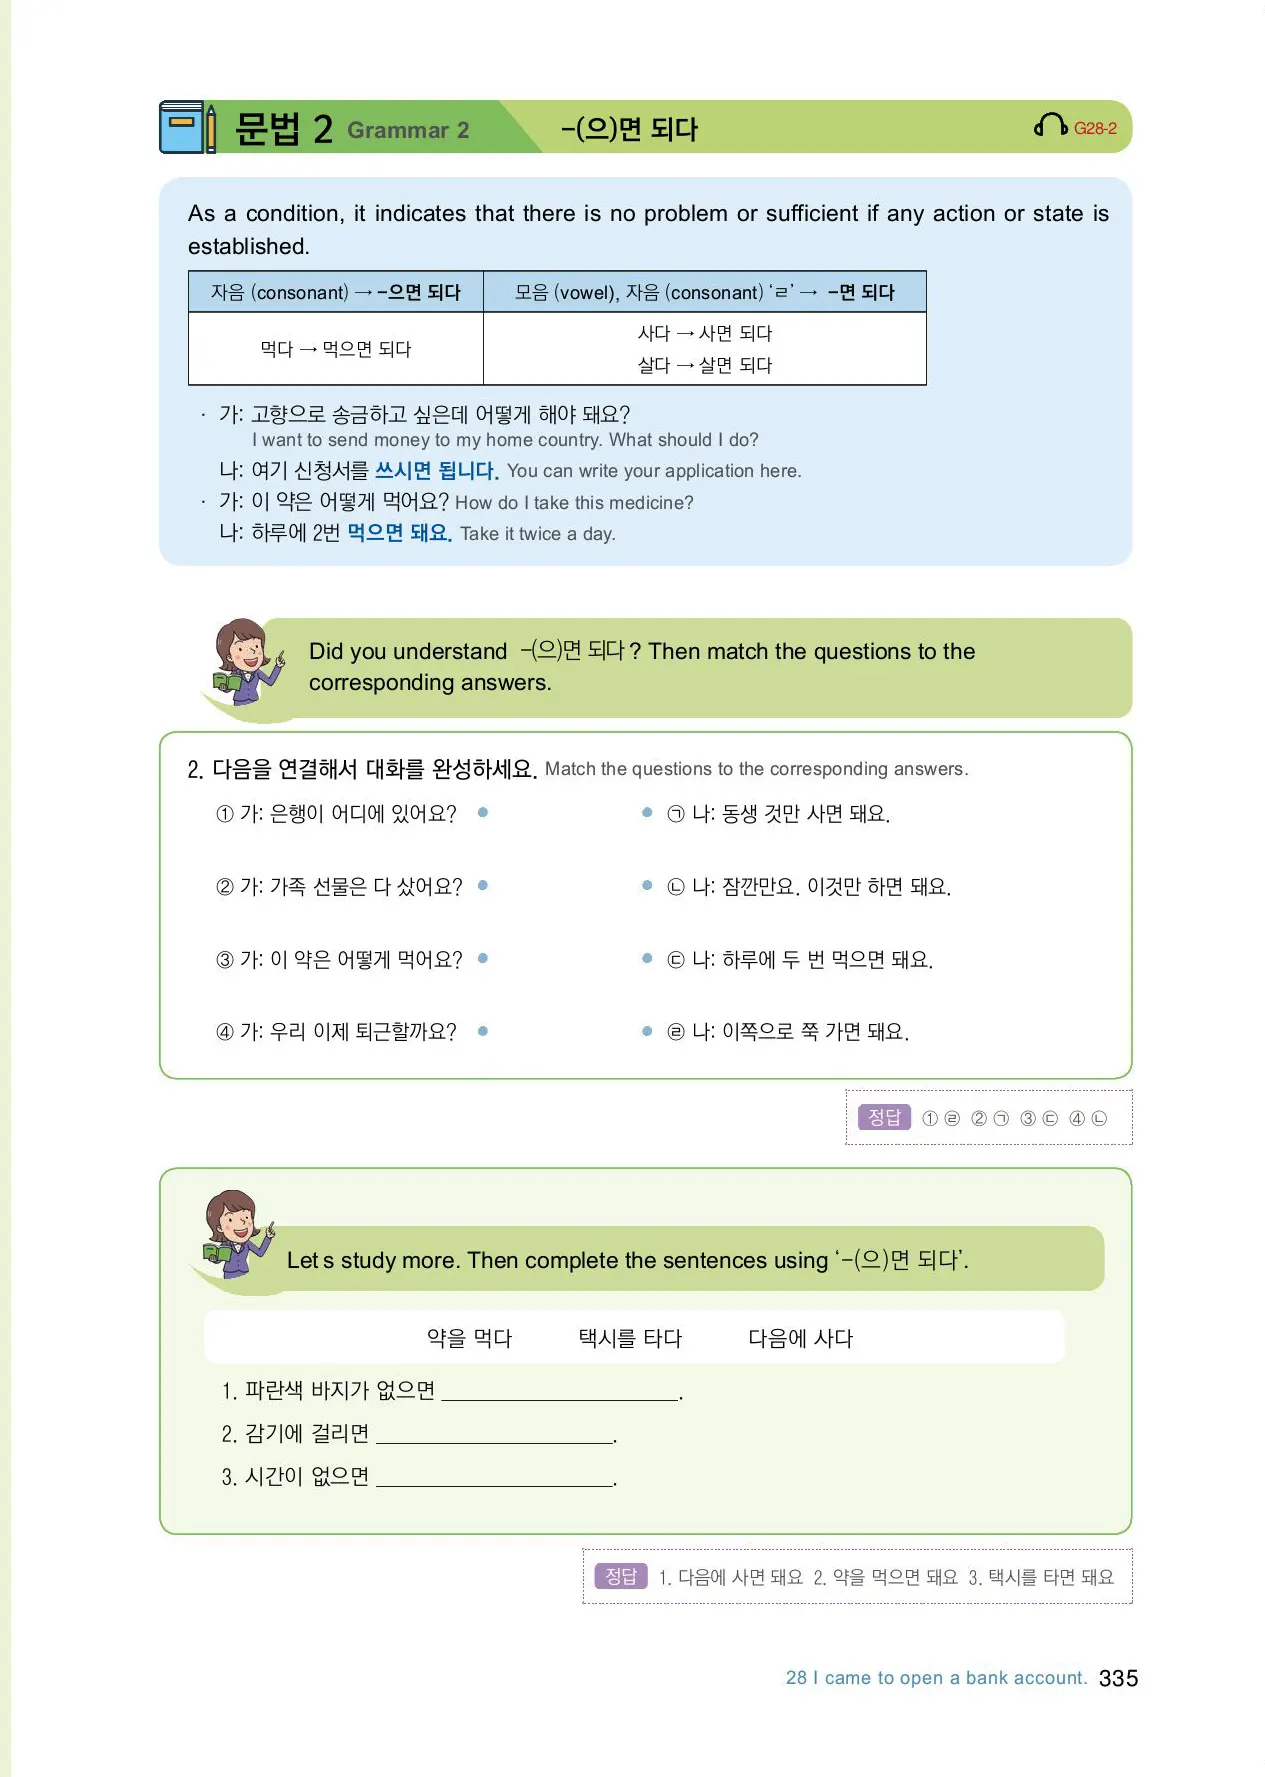 문법 2 Grammar 2 -(으)면 되다 G28-2
As a condition, it indicates that there is no problem or sufficient if any action or state is
established.
자음 (consonant) → -으면 되다 모음 (vowel), 자음 (consonant) ‘ㄹ’ → -면 되다
먹다 → 먹으면 되다
사다 → 사면 되다
살다 → 살면 되다
· 가: 고향으로 송금하고 싶은데 어떻게 해야 돼요?
I want to send money to my home country. What should I do?
나: 여기 신청서를 쓰시면 됩니다. You can write your application here.
· 가: 이 약은 어떻게 먹어요? How do I take this medicine?
나: 하루에 2번 먹으면 돼요. Take it twice a day.
Did you understand -(으)면 되다 ? Then match the questions to the
corresponding answers.
2. 다음을 연결해서 대화를 완성하세요. Match the questions to the corresponding answers.
① 가: 은행이 어디에 있어요? ● ● ㉠ 나: 동생 것만 사면 돼요.
② 가: 가족 선물은 다 샀어요? ● ● ㉡ 나: 잠깐만요. 이것만 하면 돼요.
③ 가: 이 약은 어떻게 먹어요? ● ● ㉢ 나: 하루에 두 번 먹으면 돼요.
④ 가: 우리 이제 퇴근할까요? ● ● ㉣ 나: 이쪽으로 쭉 가면 돼요.
정답 ① ㉣ ② ㉠ ③ ㉢ ④ ㉡
Let s study more. Then complete the sentences using ‘-(으)면 되다’.
약을 먹다 택시를 타다 다음에 사다
1. 파란색 바지가 없으면 ____________________.
2. 감기에 걸리면 ____________________.
3. 시간이 없으면 ____________________.
정답 1. 다음에 사면 돼요 2. 약을 먹으면 돼요 3. 택시를 타면 돼요
28 I came to open a bank account. 335